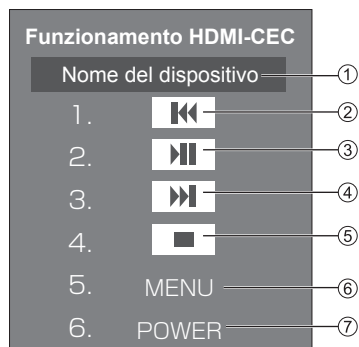 Funzionamento HDMI-CEC
Nome del dispositivo ①
1. ②
2. ③
3. ④
4. ⑤
5. MENU ⑥
6. POWER ⑦